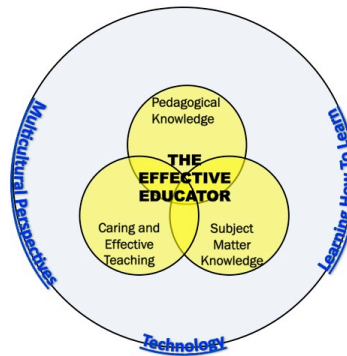 Pedagogical
Knowledge
THE
EFFECTIVE
EDUCATOR
Caring and
Effective
Teaching
Subject
Matter
Knowledge
Multicultural Perspectives
Technology
Learning How To Learn